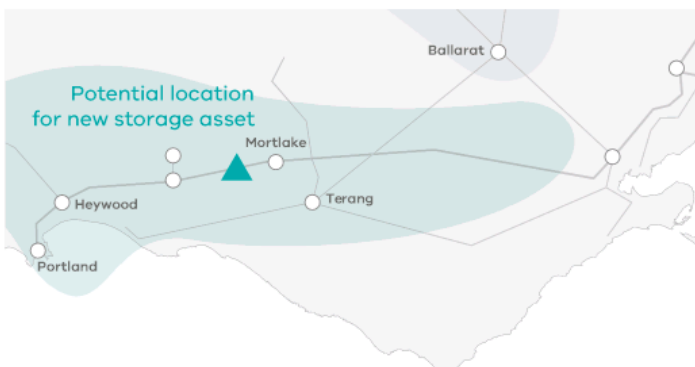 Ballarat
Potential location
for new storage asset
Mortlake
Heywood
Terang
Portland